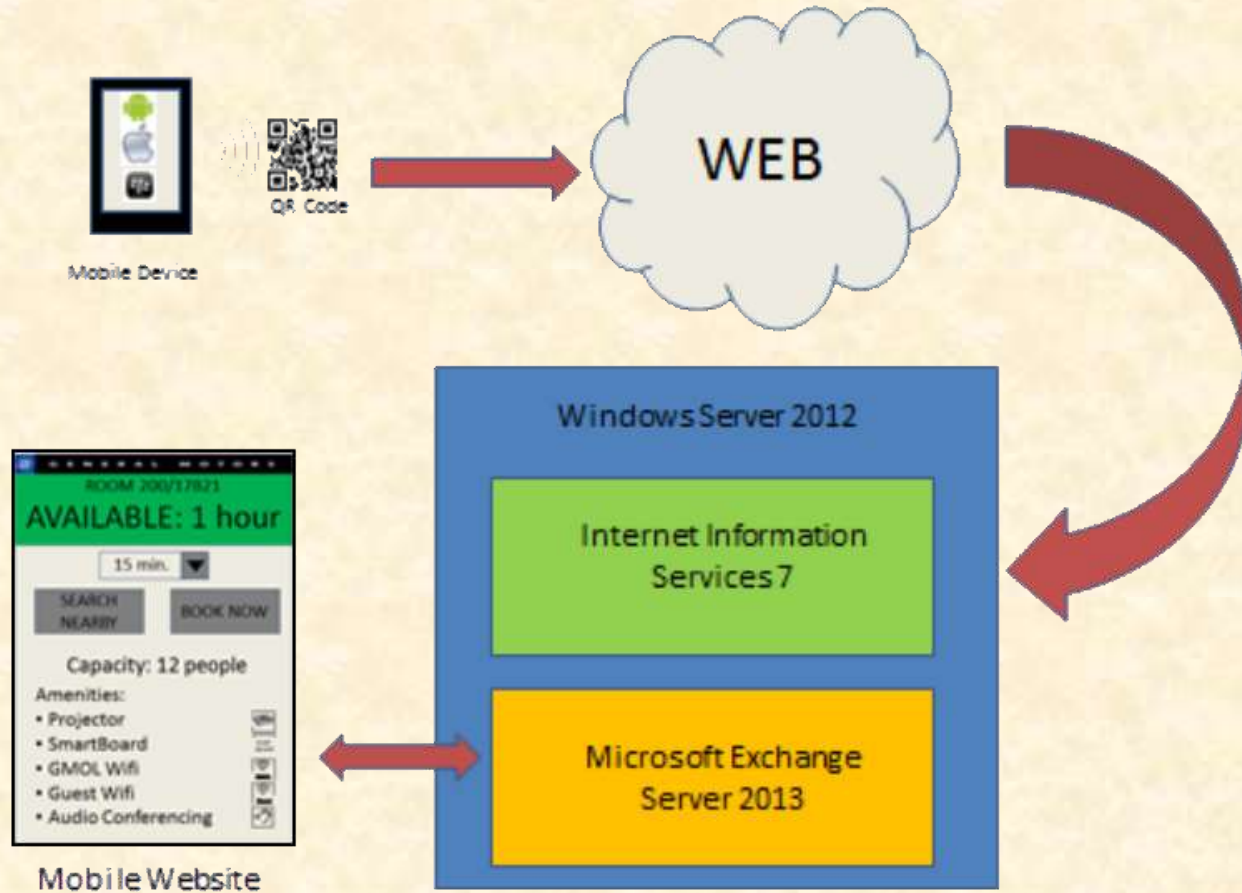 WEB
QR Code
Mobile Device
Windows Server 2012
Internet Information
Services 7
Microsoft Exchange
Server 2013
GENERAL MOTORS
ROOM 200/17821
AVAILABLE: 1 hour
15 min.
SEARCH
NEARBY
BOOK NOW
Capacity: 12 people
Amenities:
• Projector
• SmartBoard
• GMOL Wifi
• Guest Wifi
• Audio Conferencing
Mobile Website